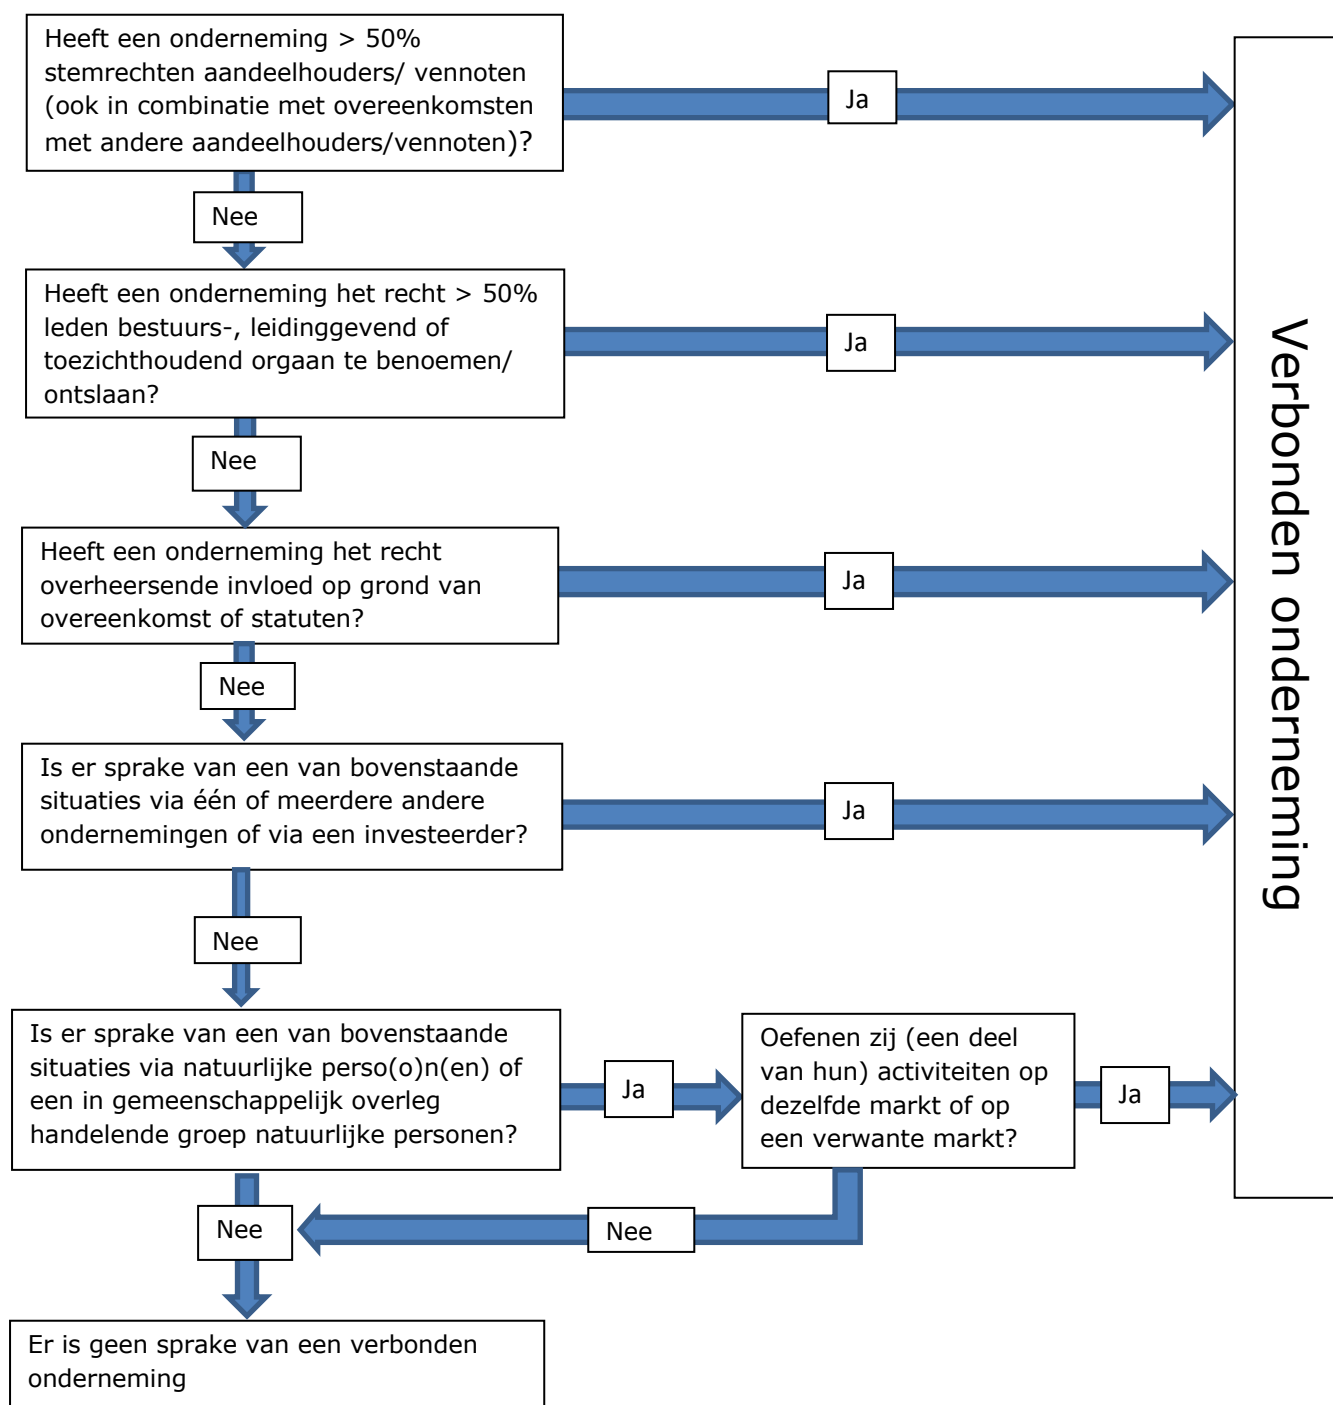 Heeft een onderneming > 50%
stemrechten aandeelhouders/ vennoten
(ook in combinatie met overeenkomsten
met andere aandeelhouders/vennoten)?
Ja
Nee
Heeft een onderneming het recht > 50%
leden bestuurs-, leidinggevend of
toezichthoudend orgaan te benoemen/
ontslaan?
Ja
Nee
Heeft een onderneming het recht
overheersende invloed op grond van
overeenkomst of statuten?
Ja
Nee
Is er sprake van een van bovenstaande
situaties via één of meerdere andere
ondernemingen of via een investeerder?
Ja
Nee
Is er sprake van een van bovenstaande
situaties via natuurlijke perso(o)n(en) of
een in gemeenschappelijk overleg
handelende groep natuurlijke personen?
Ja
Oefenen zij (een deel
van hun) activiteiten op
dezelfde markt of op
een verwante markt?
Ja
Nee
Nee
Er is geen sprake van een verbonden
onderneming
Verbonden onderneming